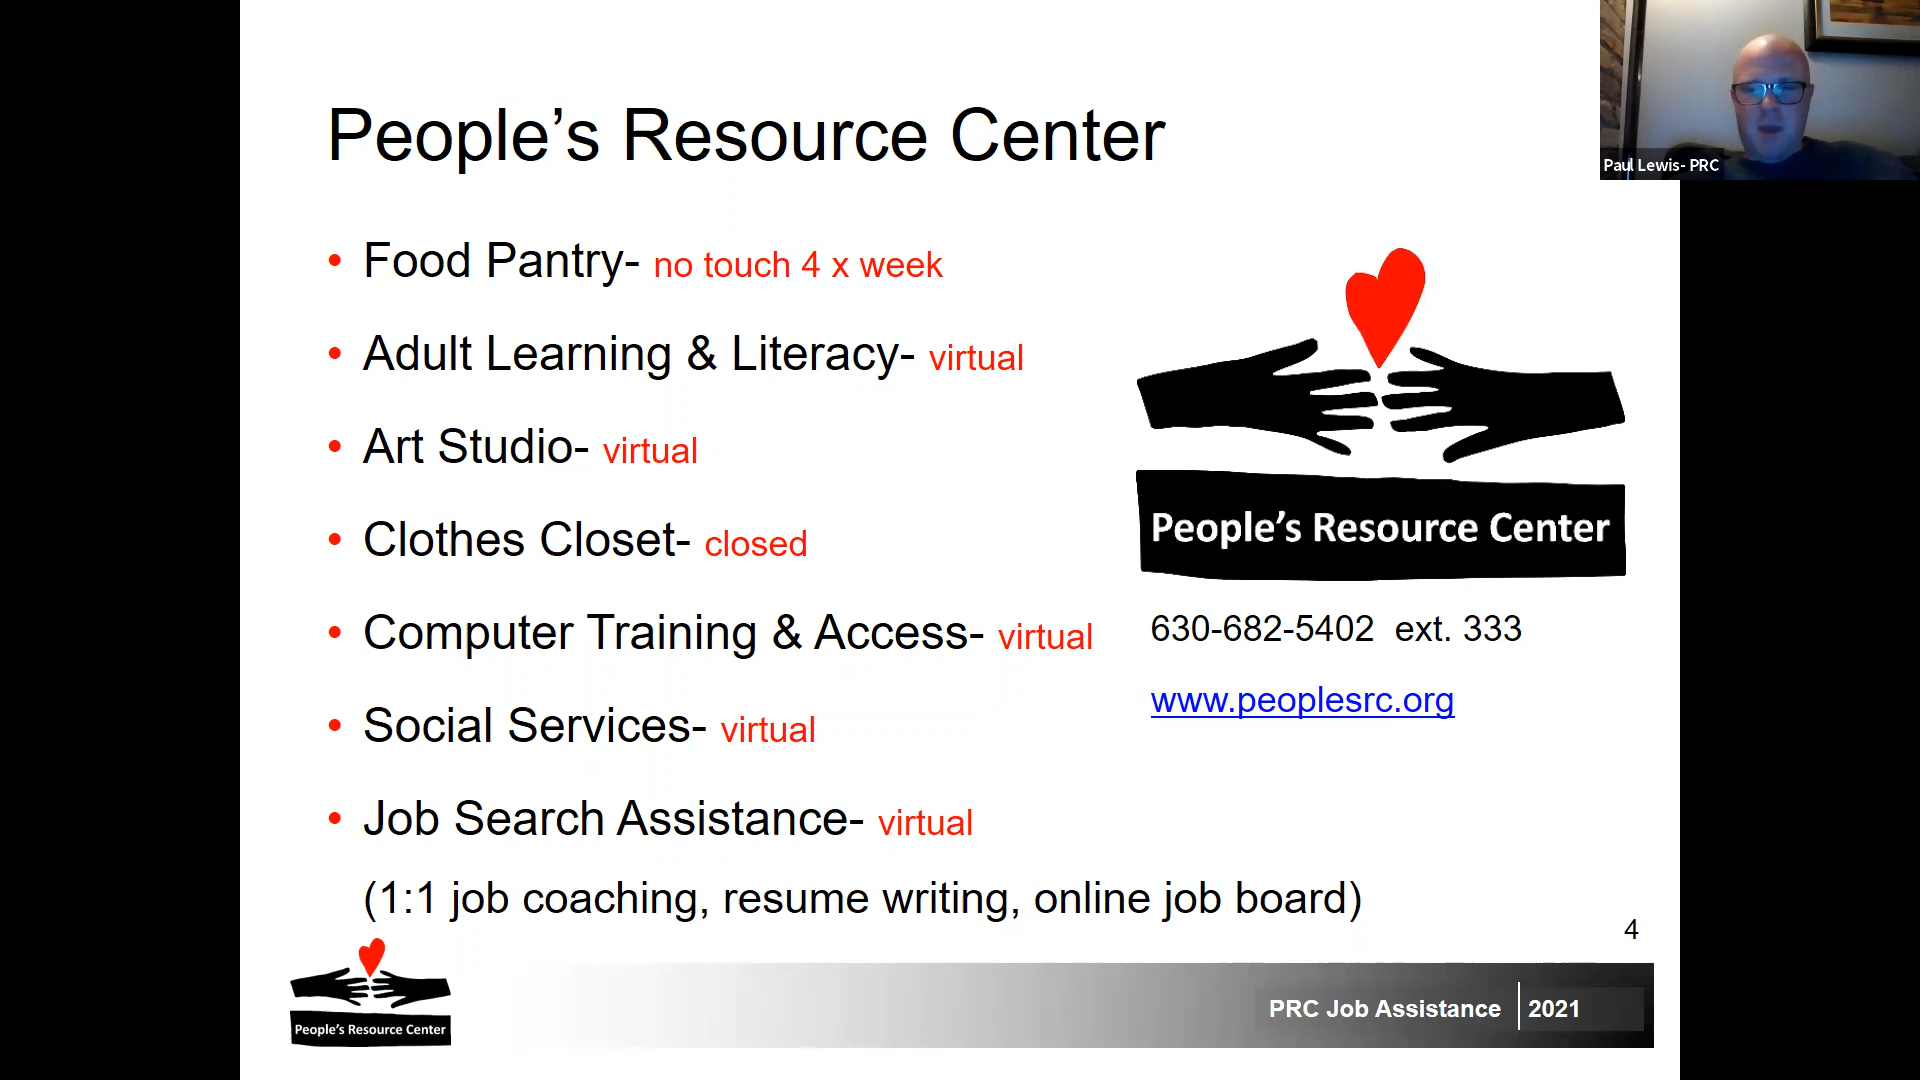 People's Resource Center
Paul Lewis- PRC
• Food Pantry- no touch 4 x week
• Adult Learning & Literacy- virtual
• Art Studio- virtual
• Clothes Closet- closed
• Computer Training & Access- virtual
• Social Services- virtual
• Job Search Assistance- virtual
(1:1 job coaching, resume writing, online job board)
People's Resource Center
630-682-5402 ext. 333
www.peoplesrc.org
4
People's Resource Center
PRC Job Assistance 2021